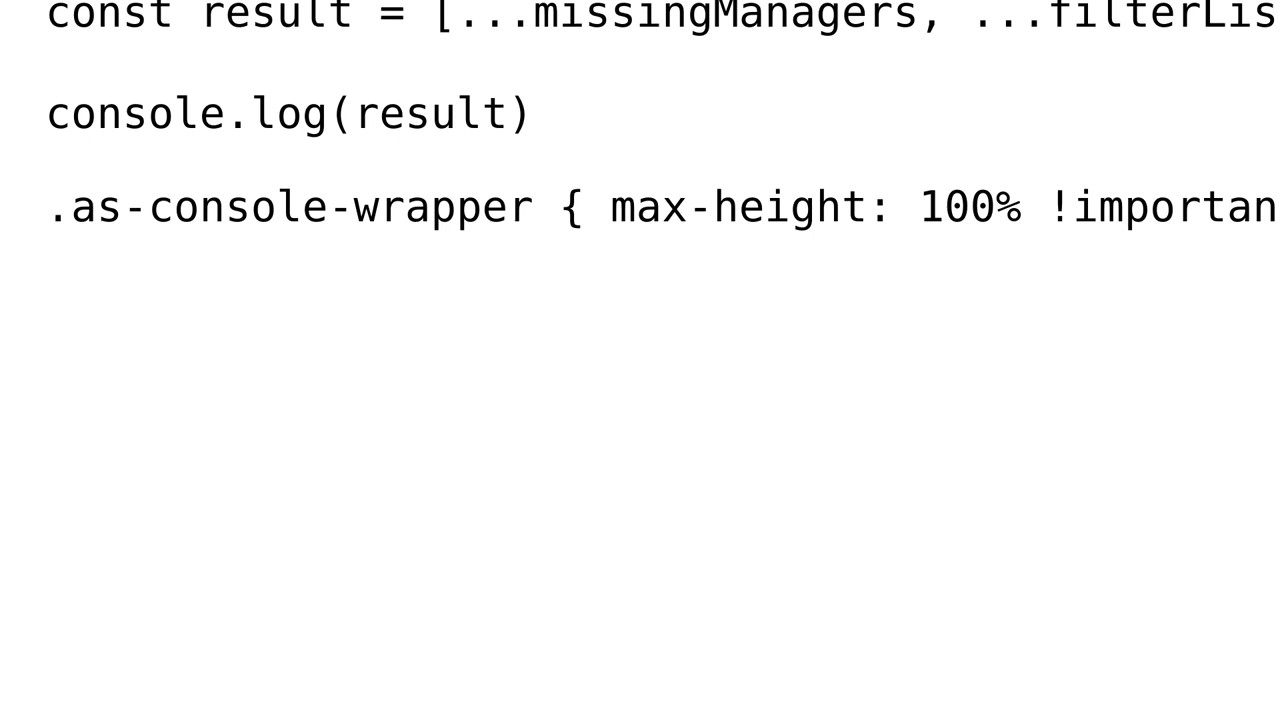 const result = [...missingManagers, ...filterLis
console.log(result)
.as-console-wrapper { max-height: 100% !importan